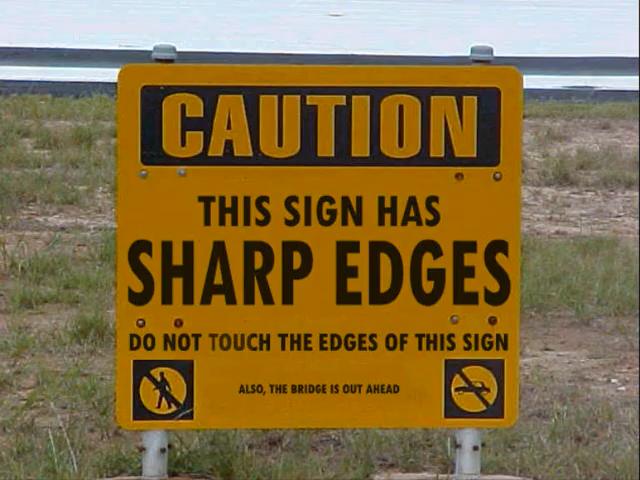 CAUTION
THIS SIGN HAS
SHARP EDGES
DO NOT TOUCH THE EDGES OF THIS SIGN
ALSO, THE BRIDGE IS OUT AHEAD